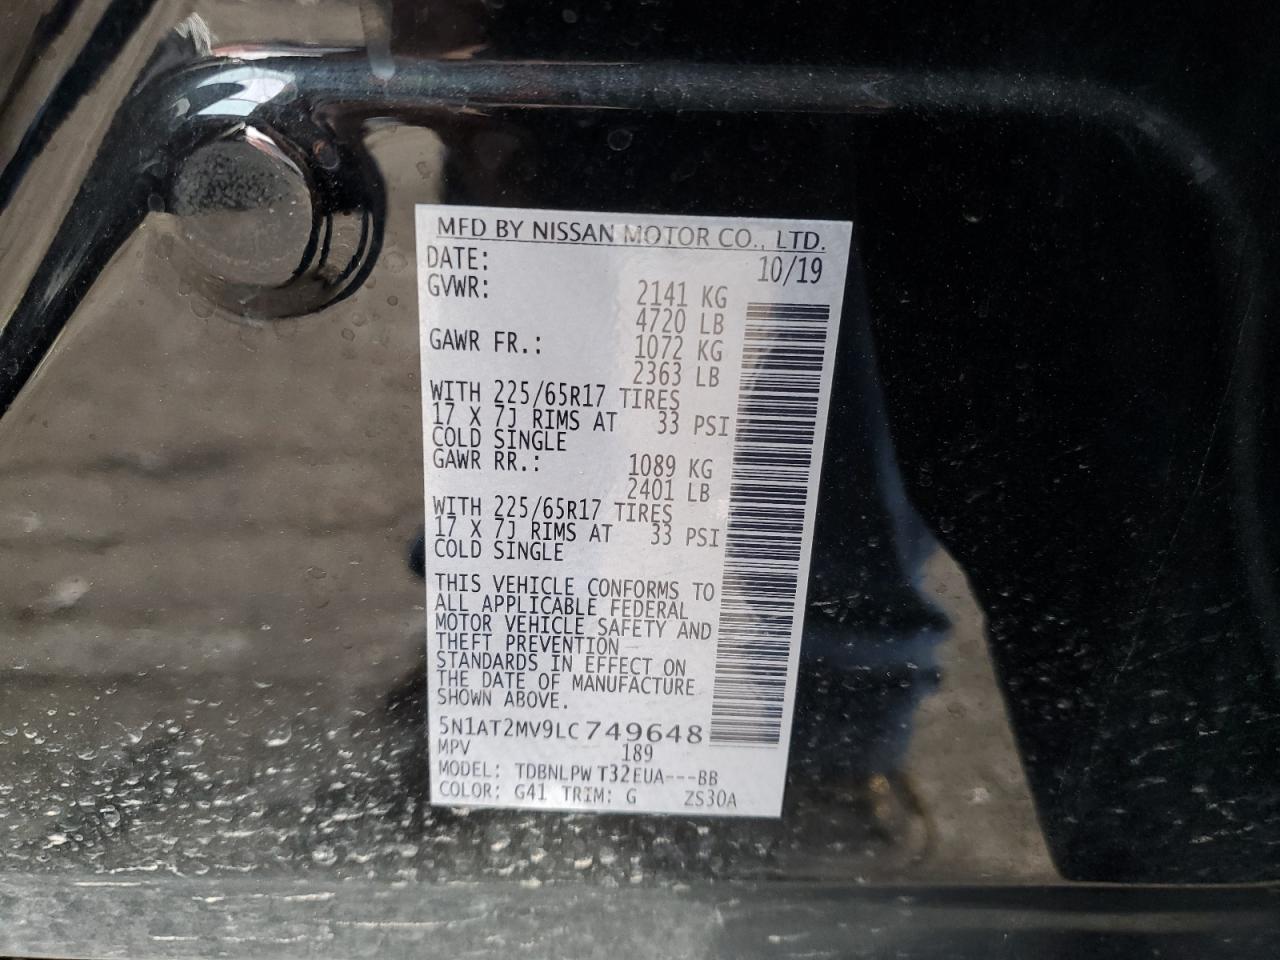 MFD BY NISSAN MOTOR CO., LTD.
DATE: 10/19
GVWR: 2141 KG
4720 LB
GAWR FR.: 1072 KG
2363 LB
WITH 225/65R17 TIRES
17 X 7J RIMS AT 33 PSI
COLD SINGLE
GAWR RR.: 1089 KG
2401 LB
WITH 225/65R17 TIRES
17 X 7J RIMS AT 33 PSI
COLD SINGLE
THIS VEHICLE CONFORMS TO
ALL APPLICABLE FEDERAL
MOTOR VEHICLE SAFETY AND
THEFT PREVENTION
STANDARDS IN EFFECT ON
THE DATE OF MANUFACTURE
SHOWN ABOVE.
5N1AT2MV9LC749648
MPV 189
MODEL: TDBNLPW T32EUA---BB
COLOR: G41 TRIM: G ZS30A